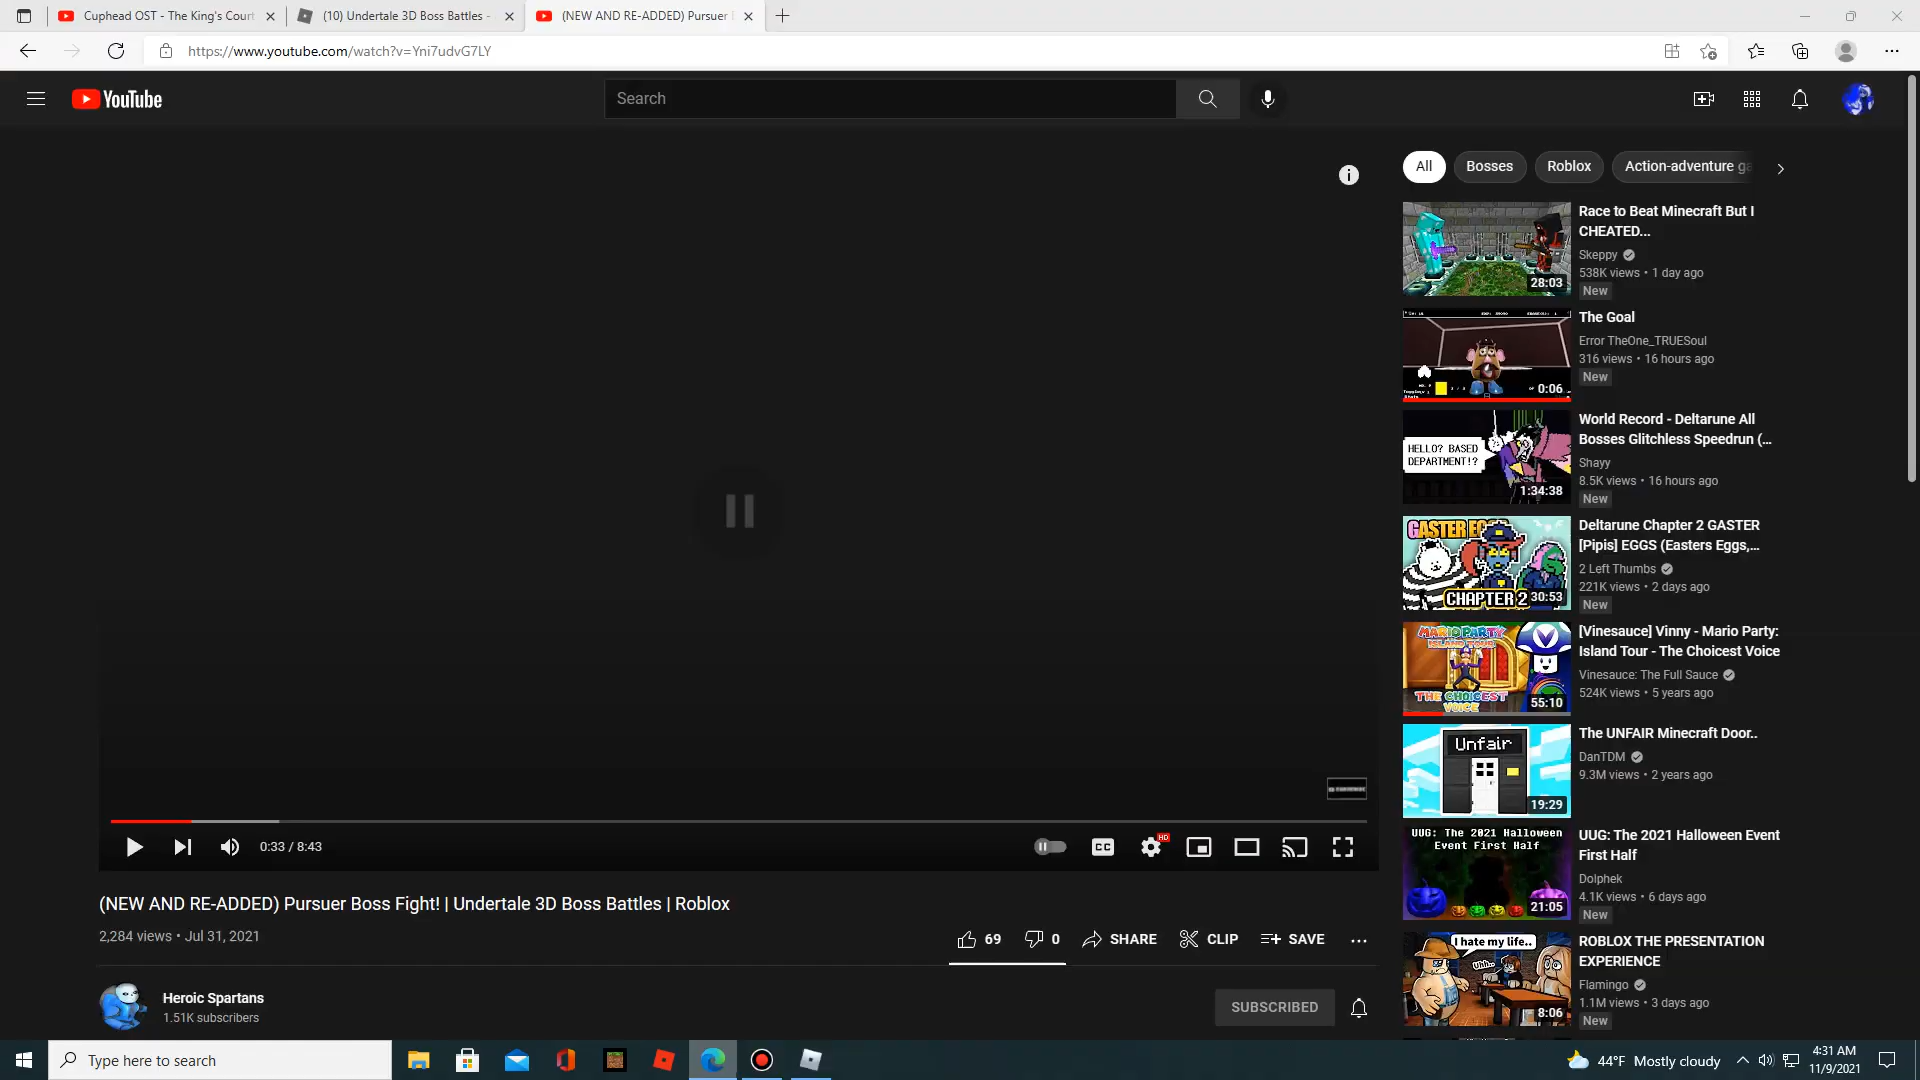 Cuphead OST - The King's Court
(10) Undertale 3D Boss Battles -
(NEW AND RE-ADDED) Pursuer
https://www.youtube.com/watch?v=Yni7udvG7LY
YouTube
Search
All
Bosses
Roblox
Action-adventure ga
Race to Beat Minecraft But I
CHEATED...
Skeppy
538K views • 1 day ago
New
28:03
The Goal
Error TheOne_TRUESoul
316 views • 16 hours ago
New
0:06
World Record - Deltarune All
Bosses Glitchless Speedrun (...
Shayy
8.5K views • 16 hours ago
New
HELLO? BASED
DEPARTMENT!?
1:34:38
Deltarune Chapter 2 GASTER
[Pipis] EGGS (Easters Eggs,...
2 Left Thumbs
221K views • 2 days ago
New
GASTER EGG
CHAPTER 2
30:53
[Vinesauce] Vinny - Mario Party:
Island Tour - The Choicest Voice
Vinesauce: The Full Sauce
524K views • 5 years ago
MARIO PARTY
ISLAND TOUR
THE CHOICEST
VOICE
55:10
The UNFAIR Minecraft Door..
DanTDM
9.3M views • 2 years ago
Unfair
19:29
UUG: The 2021 Halloween Event
First Half
Dolphek
4.1K views • 6 days ago
New
UUG: The 2021 Halloween
Event First Half
21:05
ROBLOX THE PRESENTATION
EXPERIENCE
Flamingo
1.1M views • 3 days ago
New
I hate my life..
Uhh..
8:06
0:33 / 8:43
CC
HD
(NEW AND RE-ADDED) Pursuer Boss Fight! | Undertale 3D Boss Battles | Roblox
2,284 views • Jul 31, 2021
69
0
SHARE
CLIP
SAVE
Heroic Spartans
1.51K subscribers
SUBSCRIBED
Type here to search
44°F Mostly cloudy
4:31 AM
11/9/2021